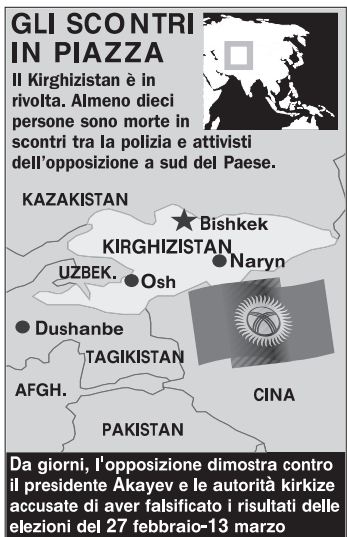 GLI SCONTRI
IN PIAZZA
Il Kirghizistan è in
rivolta. Almeno dieci
persone sono morte in
scontri tra la polizia e attivisti
dell'opposizione a sud del Paese.
KAZAKISTAN
Bishkek
KIRGHIZISTAN
Naryn
UZBEK.
Osh
Dushanbe
TAGIKISTAN
AFGH.
CINA
PAKISTAN
Da giorni, l'opposizione dimostra contro
il presidente Akayev e le autorità kirkize
accusate di aver falsificato i risultati delle
elezioni del 27 febbraio-13 marzo